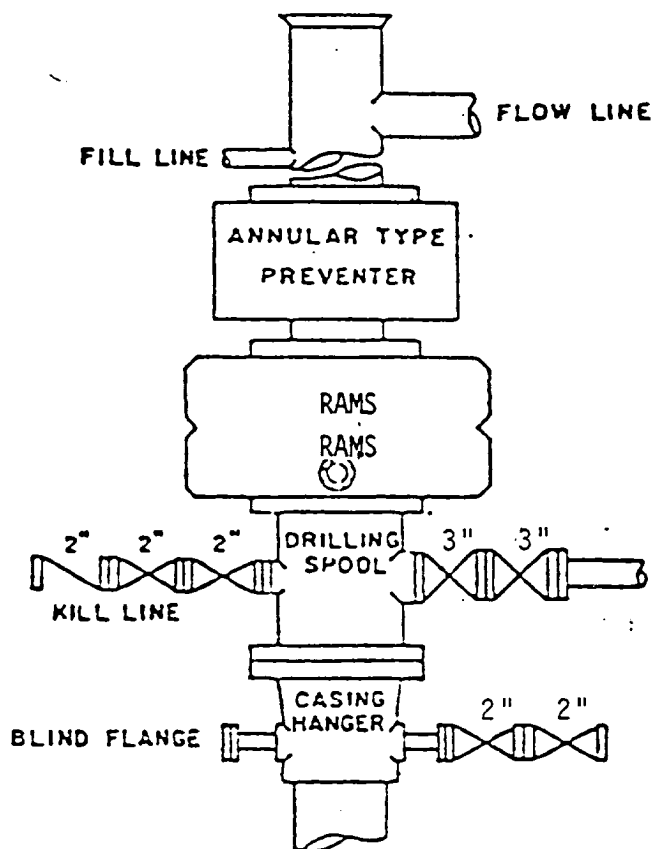 FLOW LINE
FILL LINE
ANNULAR TYPE
PREVENTER
RAMS
RAMS
2" 2" 2"
DRILLING
SPOOL
3" 3"
KILL LINE
CASING
HANGER
2" 2"
BLIND FLANGE